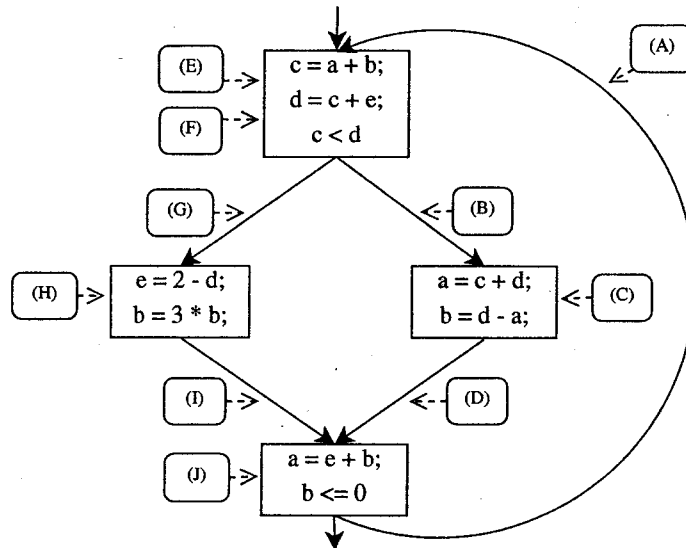 (A)
(E)
c = a + b;
d = c + e;
(F)
c < d
(G)
(B)
e = 2 - d;
b = 3 * b;
(H)
a = c + d;
b = d - a;
(C)
(I)
(D)
a = e + b;
b <= 0
(J)